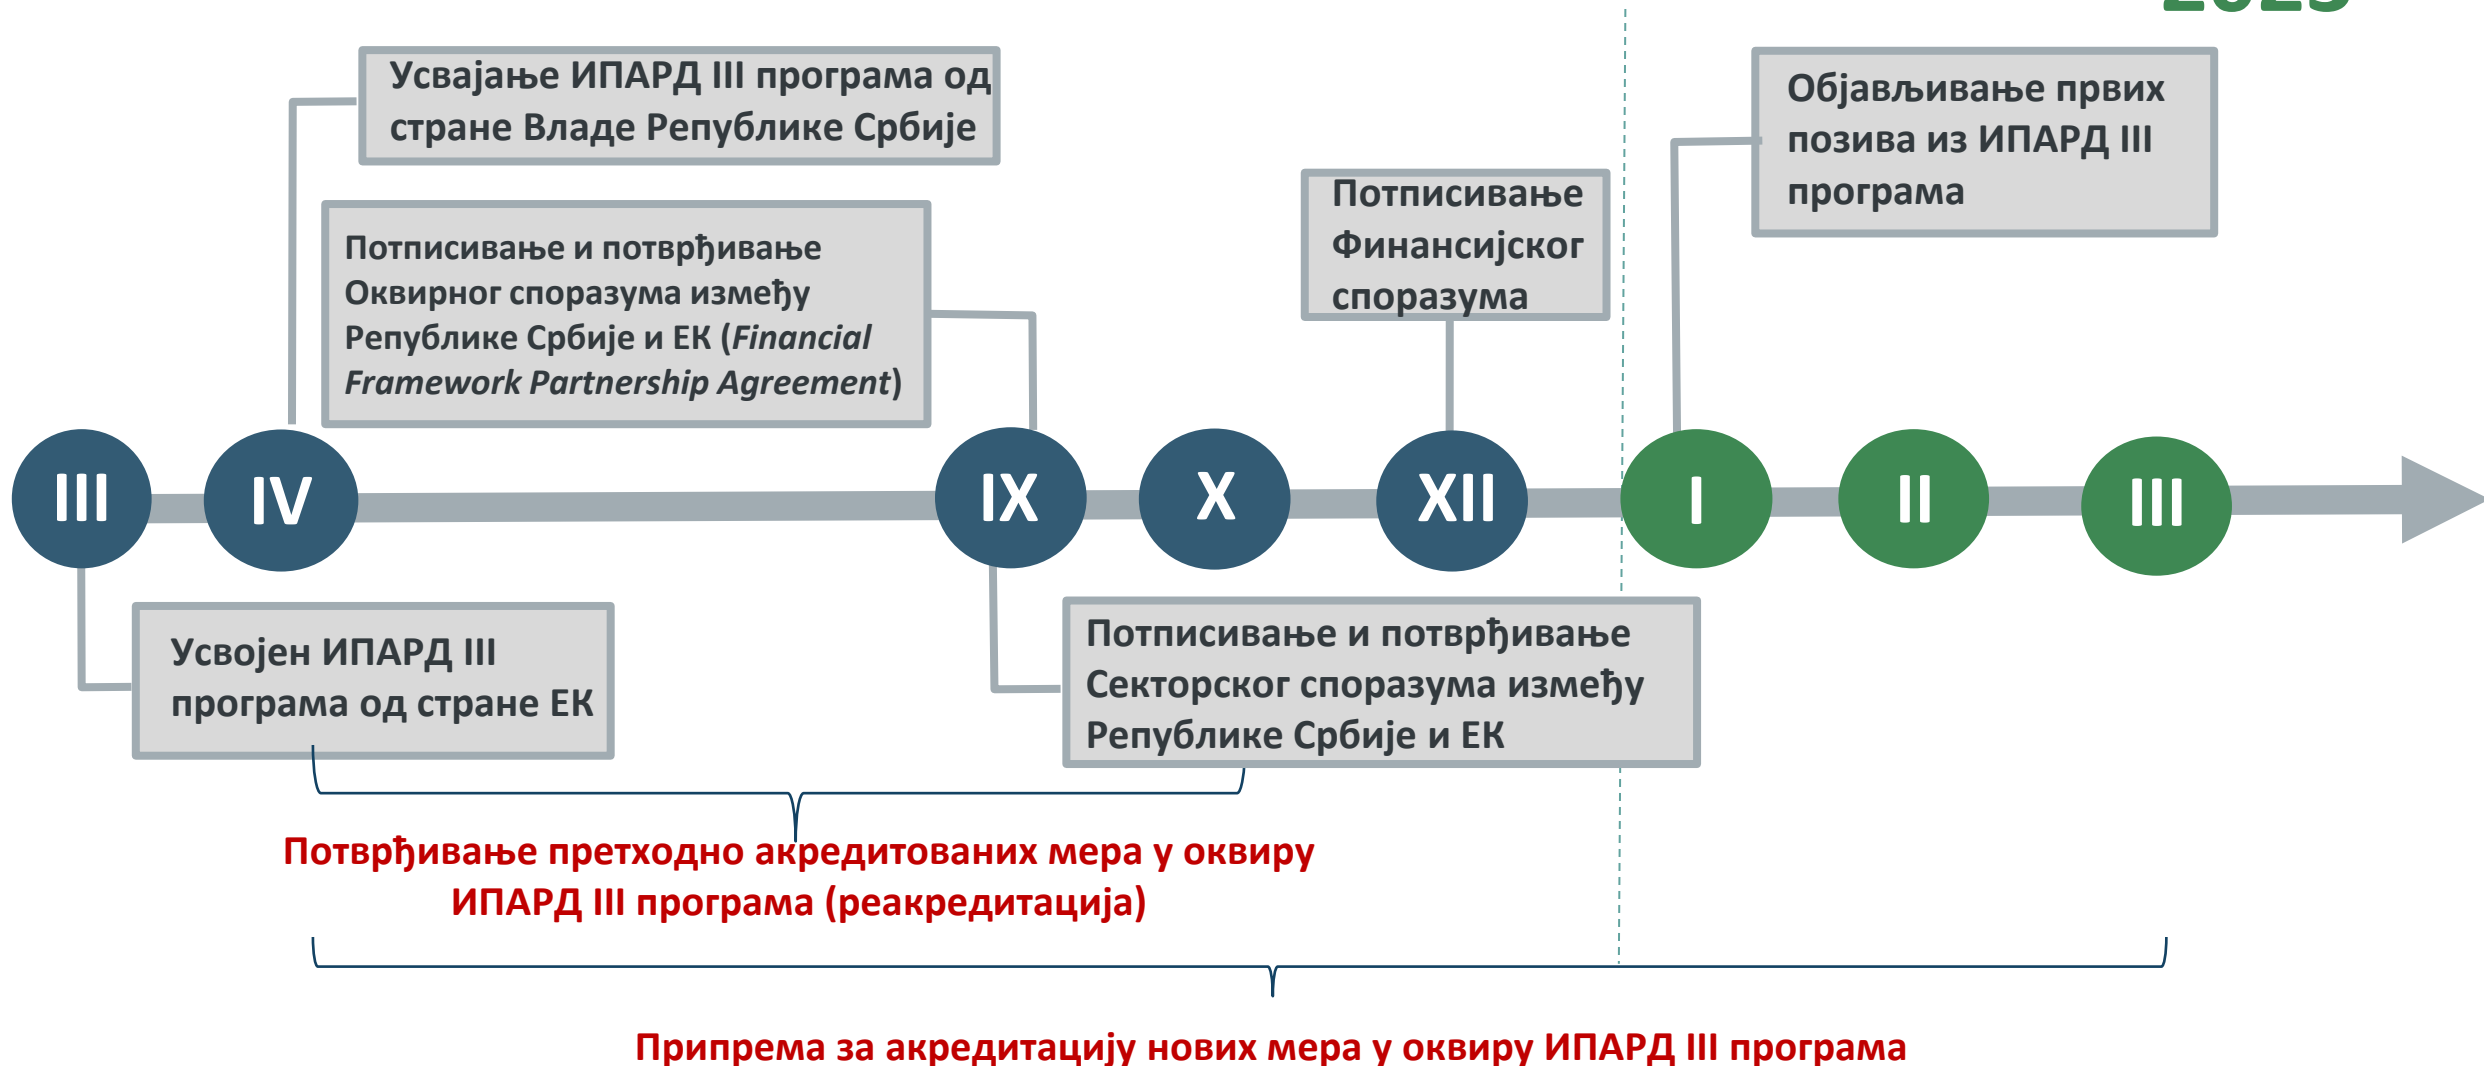 Усвајање ИПАРД III програма од
стране Владе Републике Србије
Објављивање првих
позива из ИПАРД III
програма
Потписивање
Финансијског
споразума
Потписивање и потврђивање
Оквирног споразума између
Републике Србије и ЕК (Financial
Framework Partnership Agreement)
III
IV
IX
X
XII
I
II
III
Усвојен ИПАРД III
програма од стране ЕК
Потписивање и потврђивање
Секторског споразума између
Републике Србије и ЕК
Потврђивање претходно акредитованих мера у оквиру
ИПАРД III програма (реакредитација)
Припрема за акредитацију нових мера у оквиру ИПАРД III програма